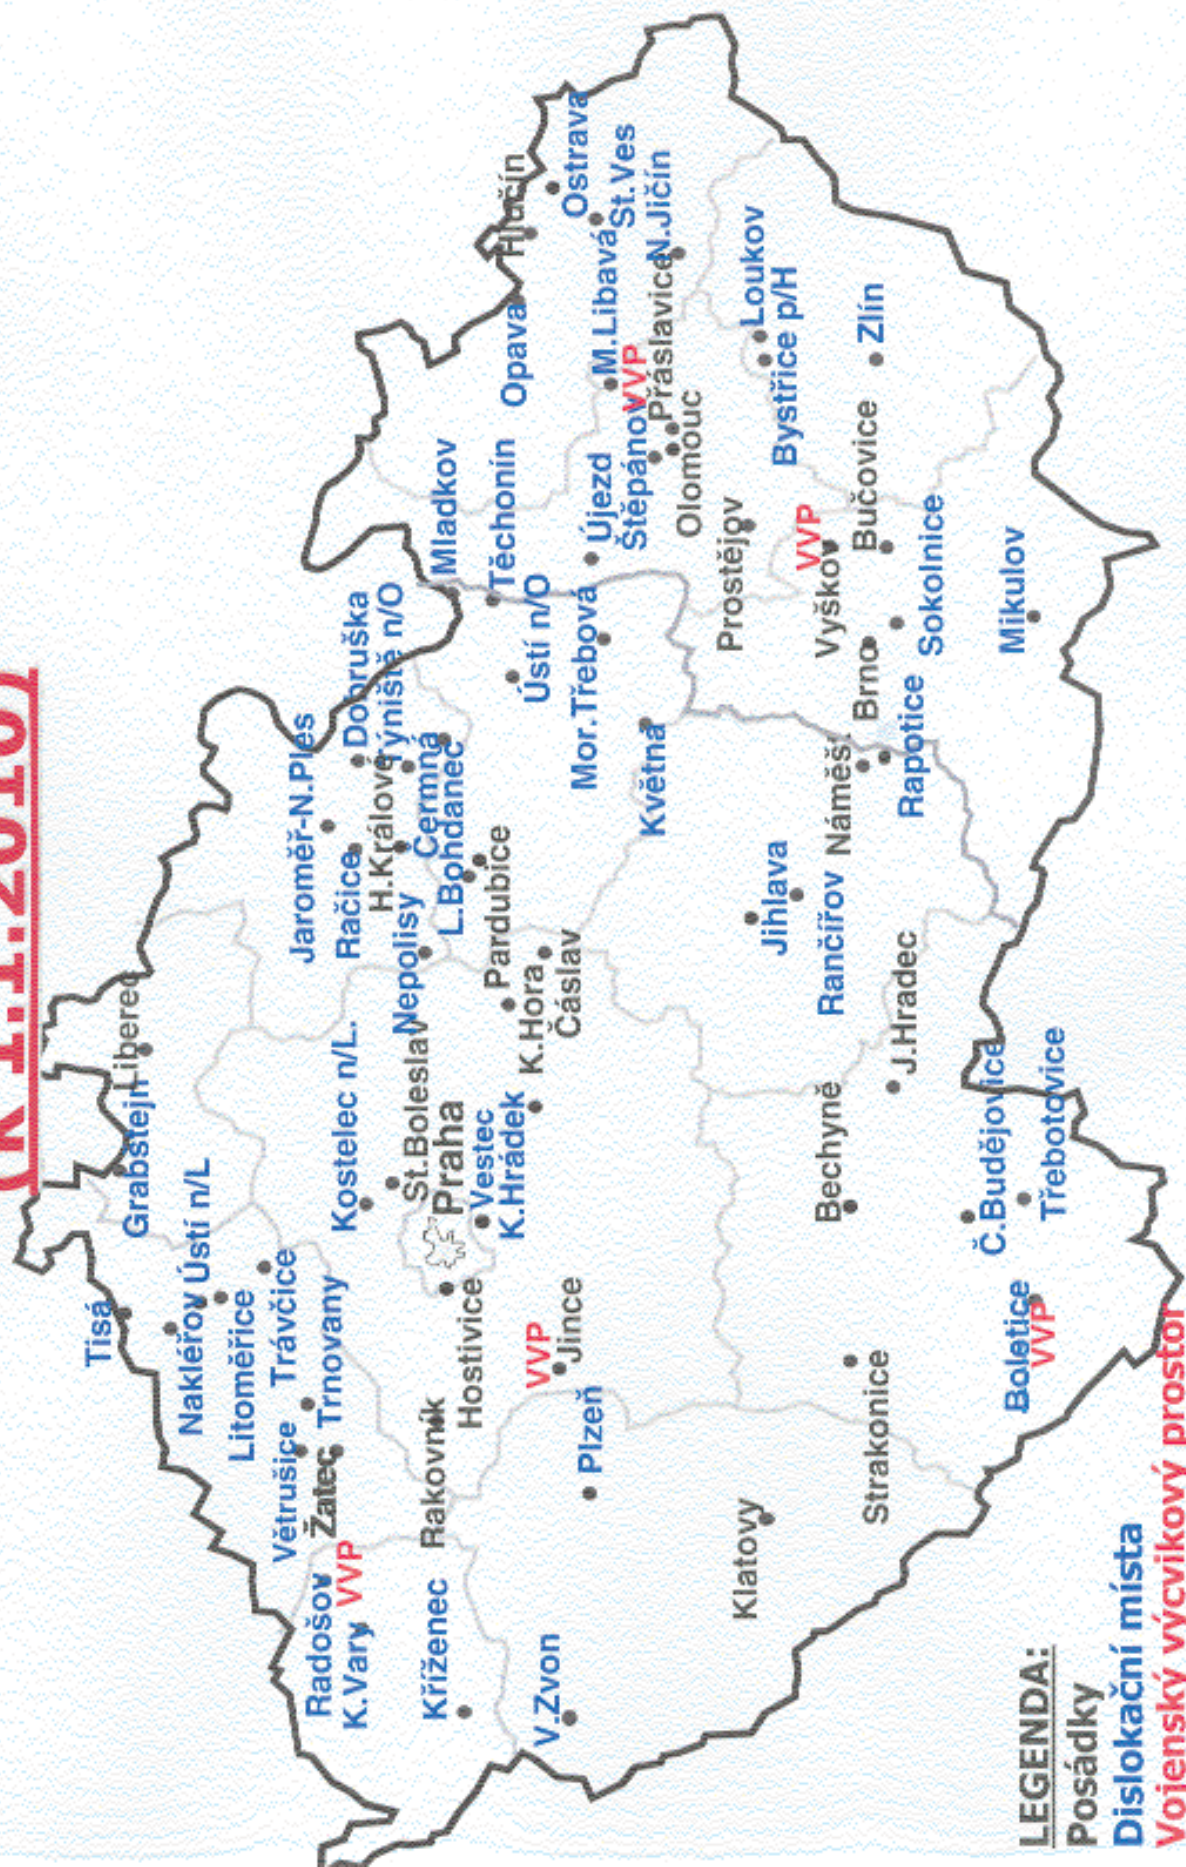 (K 1.1.2016)
Tisá
Grabštejn
Liberec
Nakléřov
Ústí n/L
Litoměřice
Trávčice
Větrušice
Trnovany
Žatec
Radošov
K.Vary
VVP
Kříženec
V.Zvon
Rakovník
Hostivice
Kostelec n/L.
St.Boleslav
Praha
Vestec
K.Hrádek
K.Hora
Čáslav
VVP
Jince
Plzeň
Klatovy
Strakonice
Jaroměř-N.Ples
Račice
Dobruška
Týniště n/O
H.Králové
Čermná
Nepolisy
L.Bohdaneč
Pardubice
Mladkov
Těchonín
Ústí n/O
Mor.Třebová
Květná
Opava
Hlučín
Ostrava
St.Ves
N.Jičín
M.Libavá
VVP
Přáslavice
Újezd
Štěpánov
Olomouc
Prostějov
Loukov
Bystřice p/H
Zlín
VVP
Vyškov
Bučovice
Brno
Sokolnice
Mikulov
Náměšť
Rapotice
Jihlava
Rančířov
J.Hradec
Bechyně
Č.Budějovice
Třebotovice
Boletice
VVP
LEGENDA:
Posádky
Dislokační místa
Vojenský výcvikový prostor